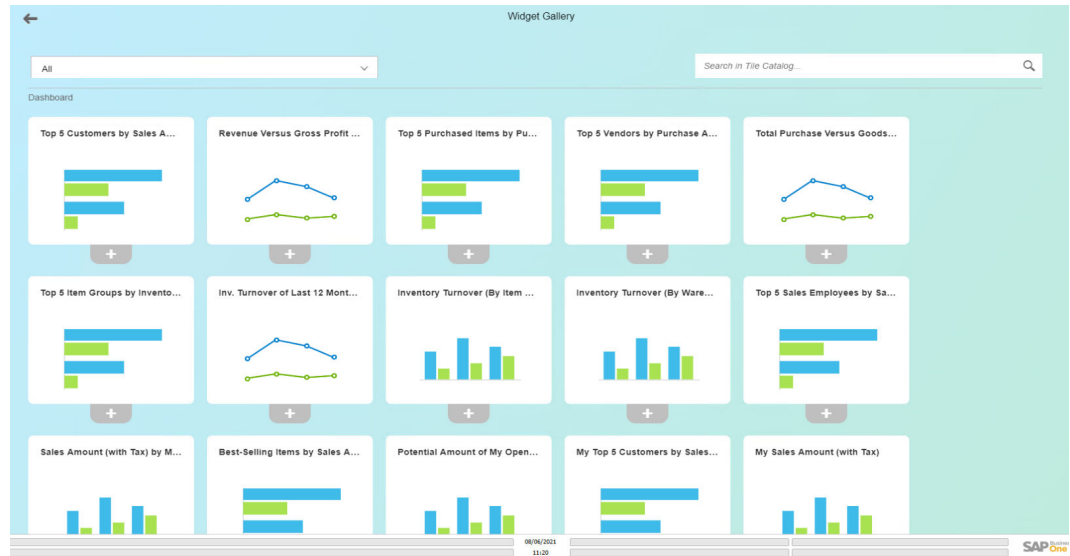 Widget Gallery
All
Search in Tile Catalog...
Dashboard
Top 5 Customers by Sales A...
Revenue Versus Gross Profit ...
Top 5 Purchased Items by Pu...
Top 5 Vendors by Purchase A...
Total Purchase Versus Goods...
Top 5 Item Groups by Invento...
Inv. Turnover of Last 12 Mont...
Inventory Turnover (By Item ...
Inventory Turnover (By Ware...
Top 5 Sales Employees by Sa...
Sales Amount (with Tax) by M...
Best-Selling Items by Sales A...
Potential Amount of My Open...
My Top 5 Customers by Sales...
My Sales Amount (with Tax)
08/06/2021
11:20
SAP Business
One